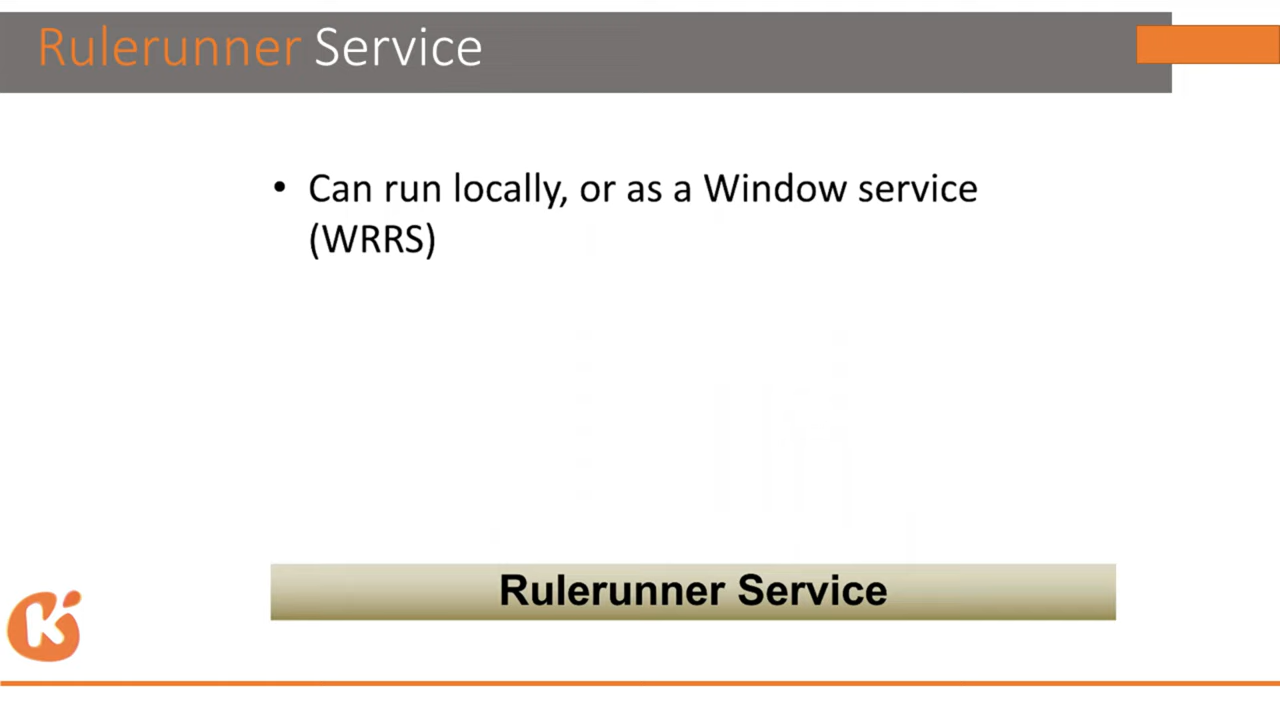 Rulerunner Service
• Can run locally, or as a Window service
(WRRS)
Rulerunner Service
K